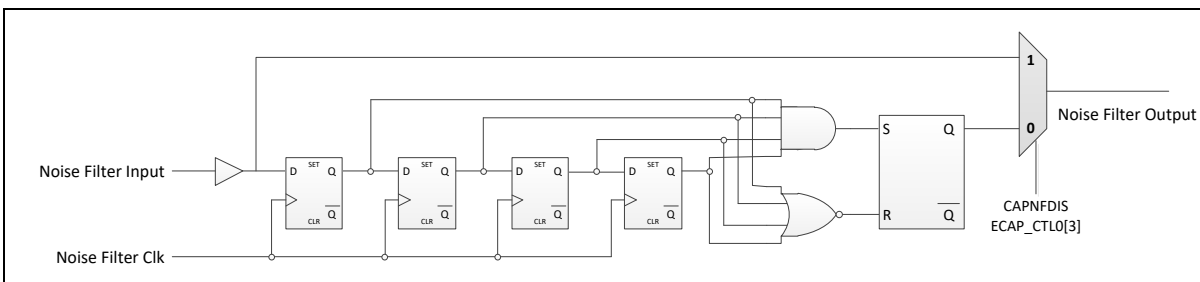 1
Noise Filter Output
0
Noise Filter Input
SET SET SET SET
D Q D Q D Q D Q
S Q
Q Q Q Q
CLR CLR CLR CLR
R Q
CAPNFDIS
ECAP_CTL0[3]
Noise Filter Clk